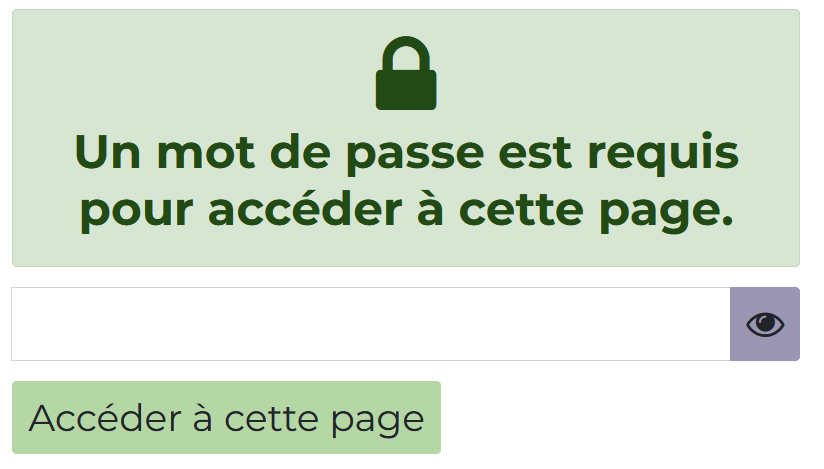 Un mot de passe est requis
pour accéder à cette page.
Accéder à cette page